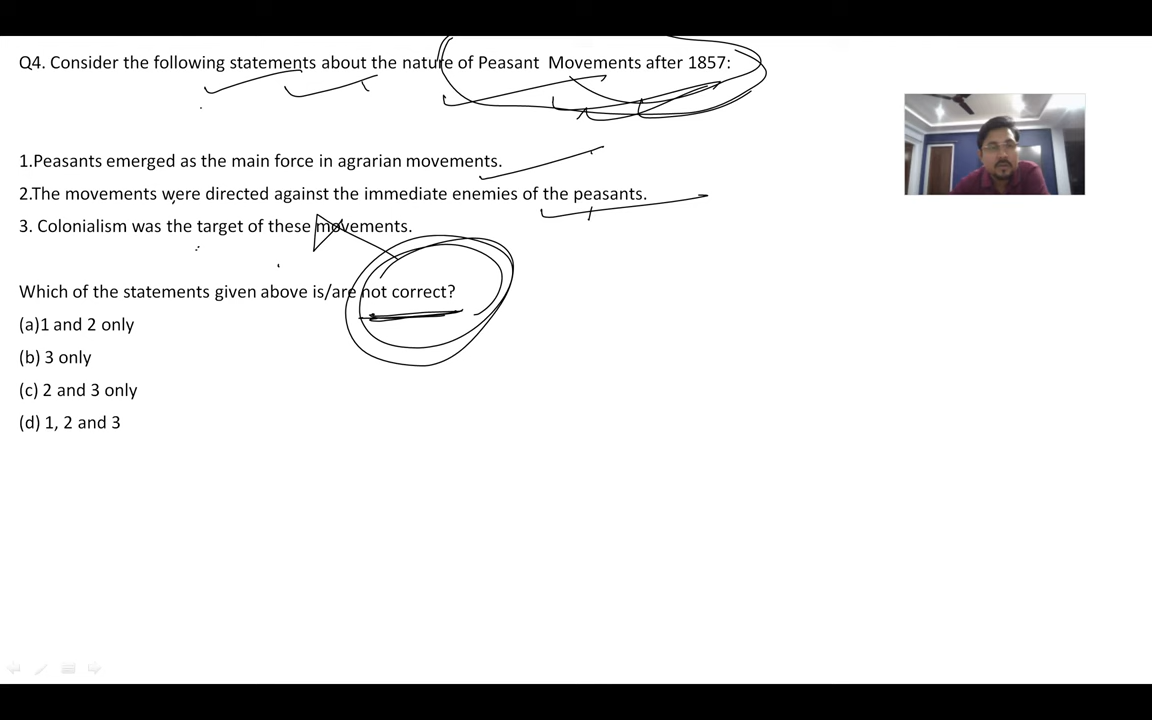 Q4. Consider the following statements about the nature of Peasant Movements after 1857:
1.Peasants emerged as the main force in agrarian movements.
2.The movements were directed against the immediate enemies of the peasants.
3. Colonialism was the target of these movements.
Which of the statements given above is/are not correct?
(a)1 and 2 only
(b) 3 only
(c) 2 and 3 only
(d) 1, 2 and 3